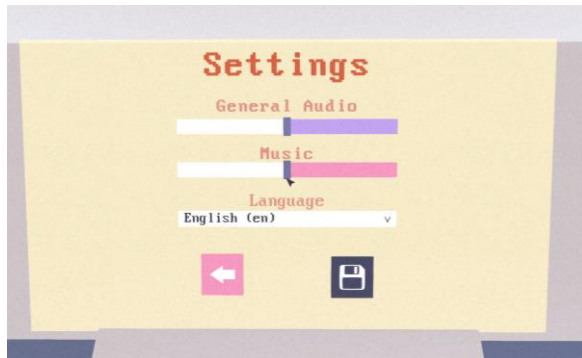 Settings
General Audio
Music
Language
English (en)